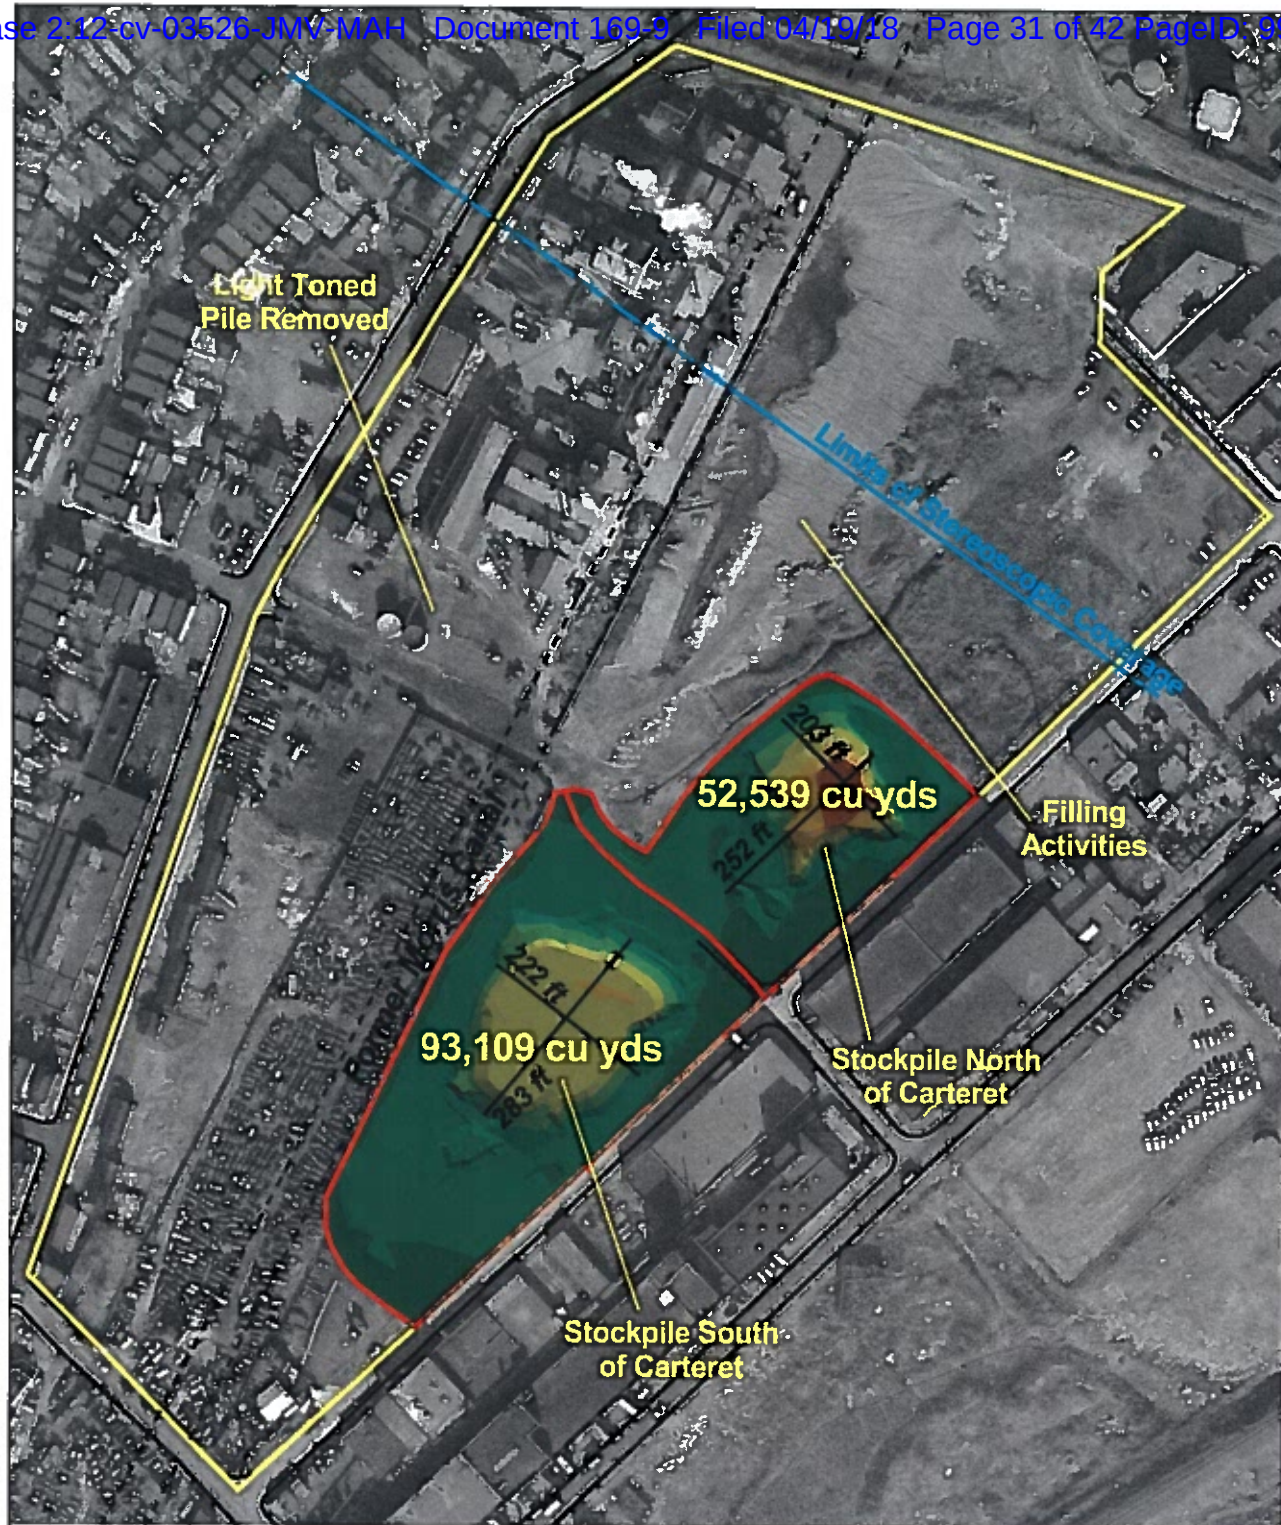 ase 2:12-cv-03526-JMV-MAH Document 169-9 Filed 04/19/18 Page 31 of 42 PageID: 9
Light Toned
Pile Removed
Limits of Stereoscopic Coverage
203 ft
52,539 cu yds
252 ft
Filling
Activities
Former Morris Canal
222 ft
93,109 cu yds
283 ft
Stockpile North
of Carteret
Stockpile South
of Carteret